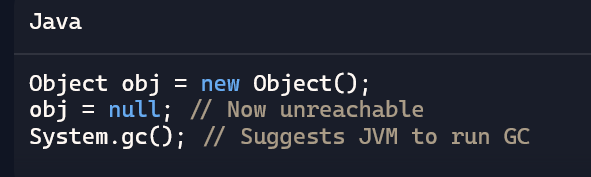 Java
Object obj = new Object();
obj = null; // Now unreachable
System.gc(); // Suggests JVM to run GC